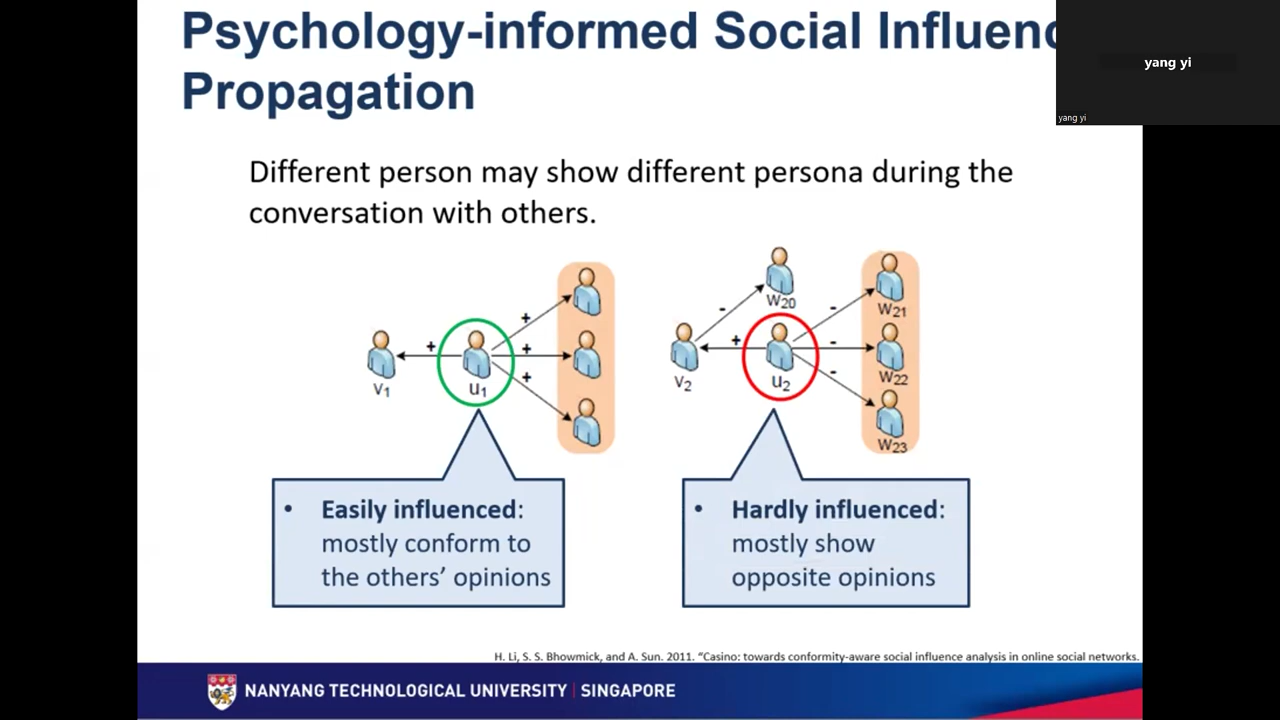 Psychology-informed Social Influenc
Propagation
yang yi
yang yi
Different person may show different persona during the
conversation with others.
+ + + +
V1
u1
- + - - -
W20
V2
u2
W21
W22
W23
• Easily influenced:
mostly conform to
the others’ opinions
• Hardly influenced:
mostly show
opposite opinions
H. Li, S. S. Bhowmick, and A. Sun. 2011. “Casino: towards conformity-aware social influence analysis in online social networks.
NANYANG TECHNOLOGICAL UNIVERSITY | SINGAPORE